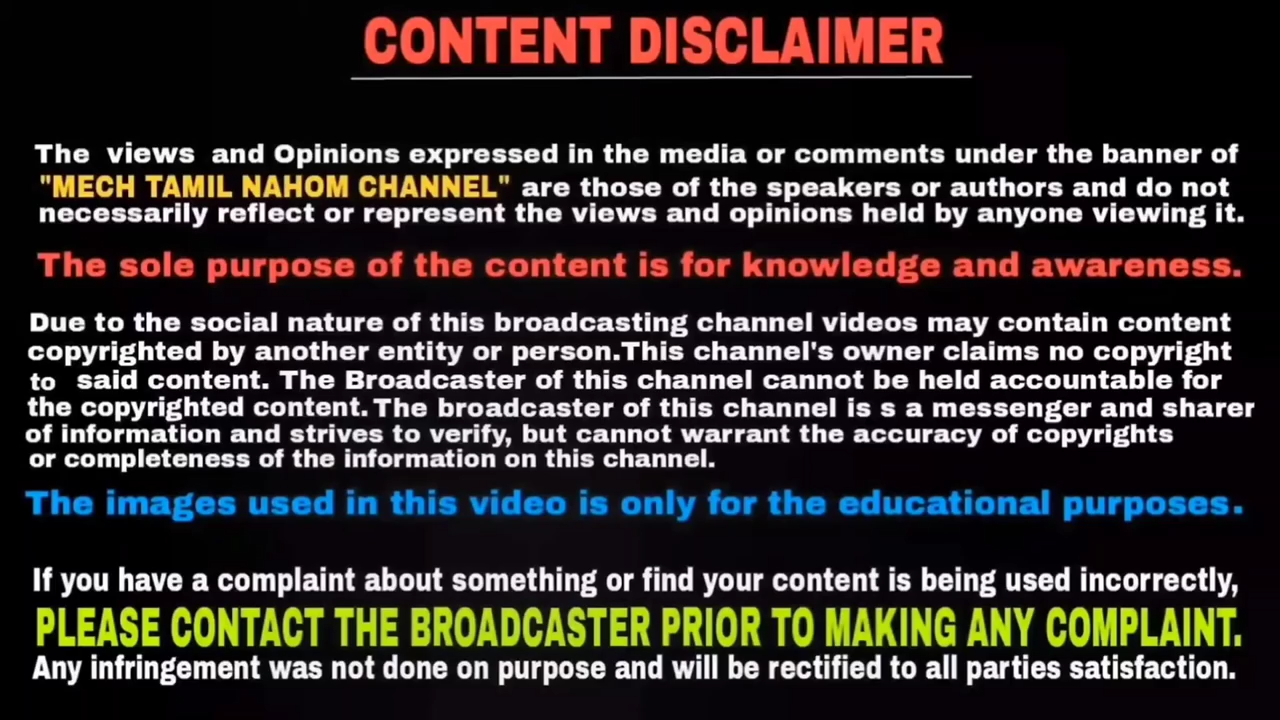 CONTENT DISCLAIMER
The views and Opinions expressed in the media or comments under the banner of
"MECH TAMIL NAHOM CHANNEL" are those of the speakers or authors and do not
necessarily reflect or represent the views and opinions held by anyone viewing it.
The sole purpose of the content is for knowledge and awareness.
Due to the social nature of this broadcasting channel videos may contain content
copyrighted by another entity or person.This channel's owner claims no copyright
to said content. The Broadcaster of this channel cannot be held accountable for
the copyrighted content. The broadcaster of this channel is s a messenger and sharer
of information and strives to verify, but cannot warrant the accuracy of copyrights
or completeness of the information on this channel.
The images used in this video is only for the educational purposes.
If you have a complaint about something or find your content is being used incorrectly,
PLEASE CONTACT THE BROADCASTER PRIOR TO MAKING ANY COMPLAINT.
Any infringement was not done on purpose and will be rectified to all parties satisfaction.